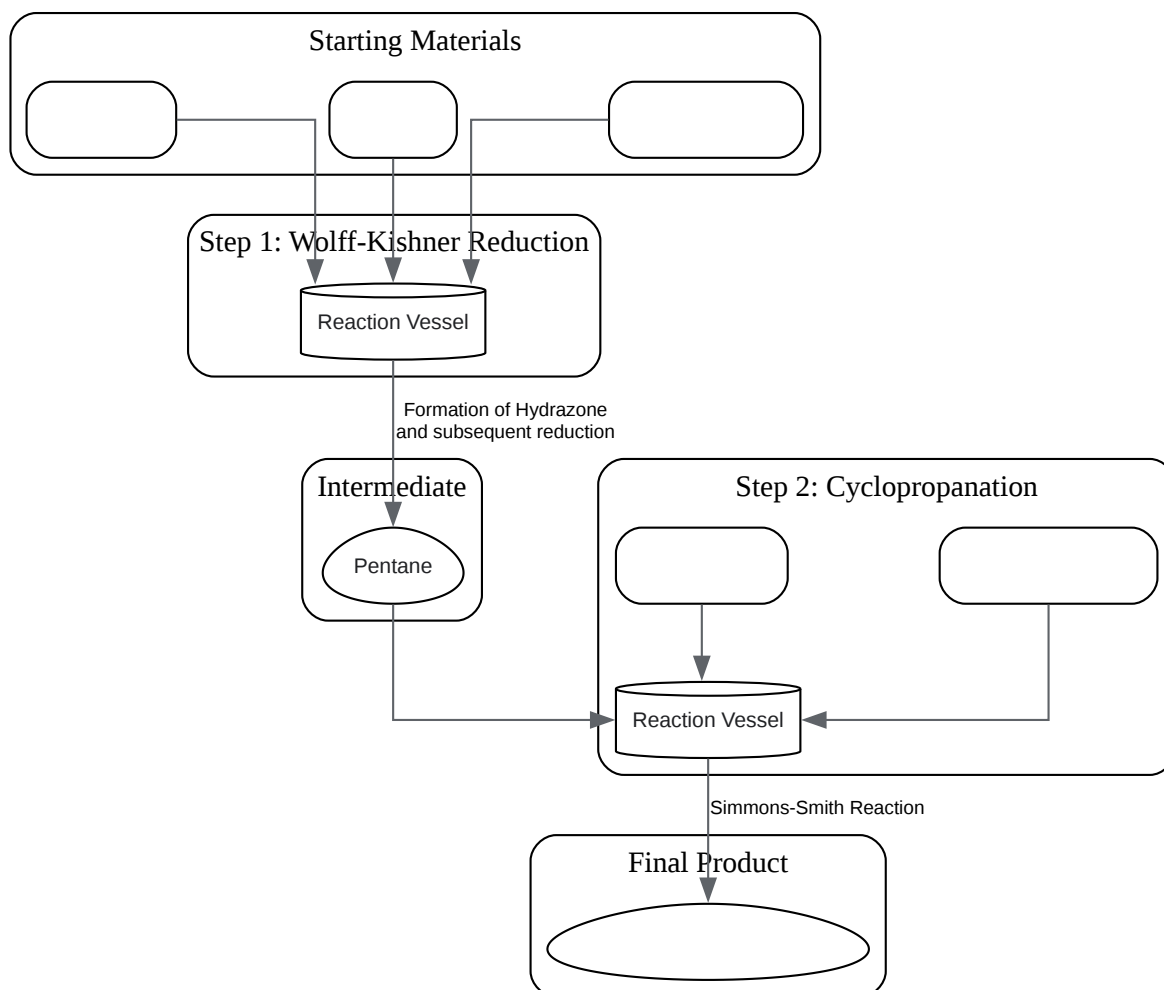 Starting Materials
Step 1: Wolff-Kishner Reduction
Reaction Vessel
Formation of Hydrazone
and subsequent reduction
Intermediate
Pentane
Step 2: Cyclopropanation
Reaction Vessel
Simmons-Smith Reaction
Final Product